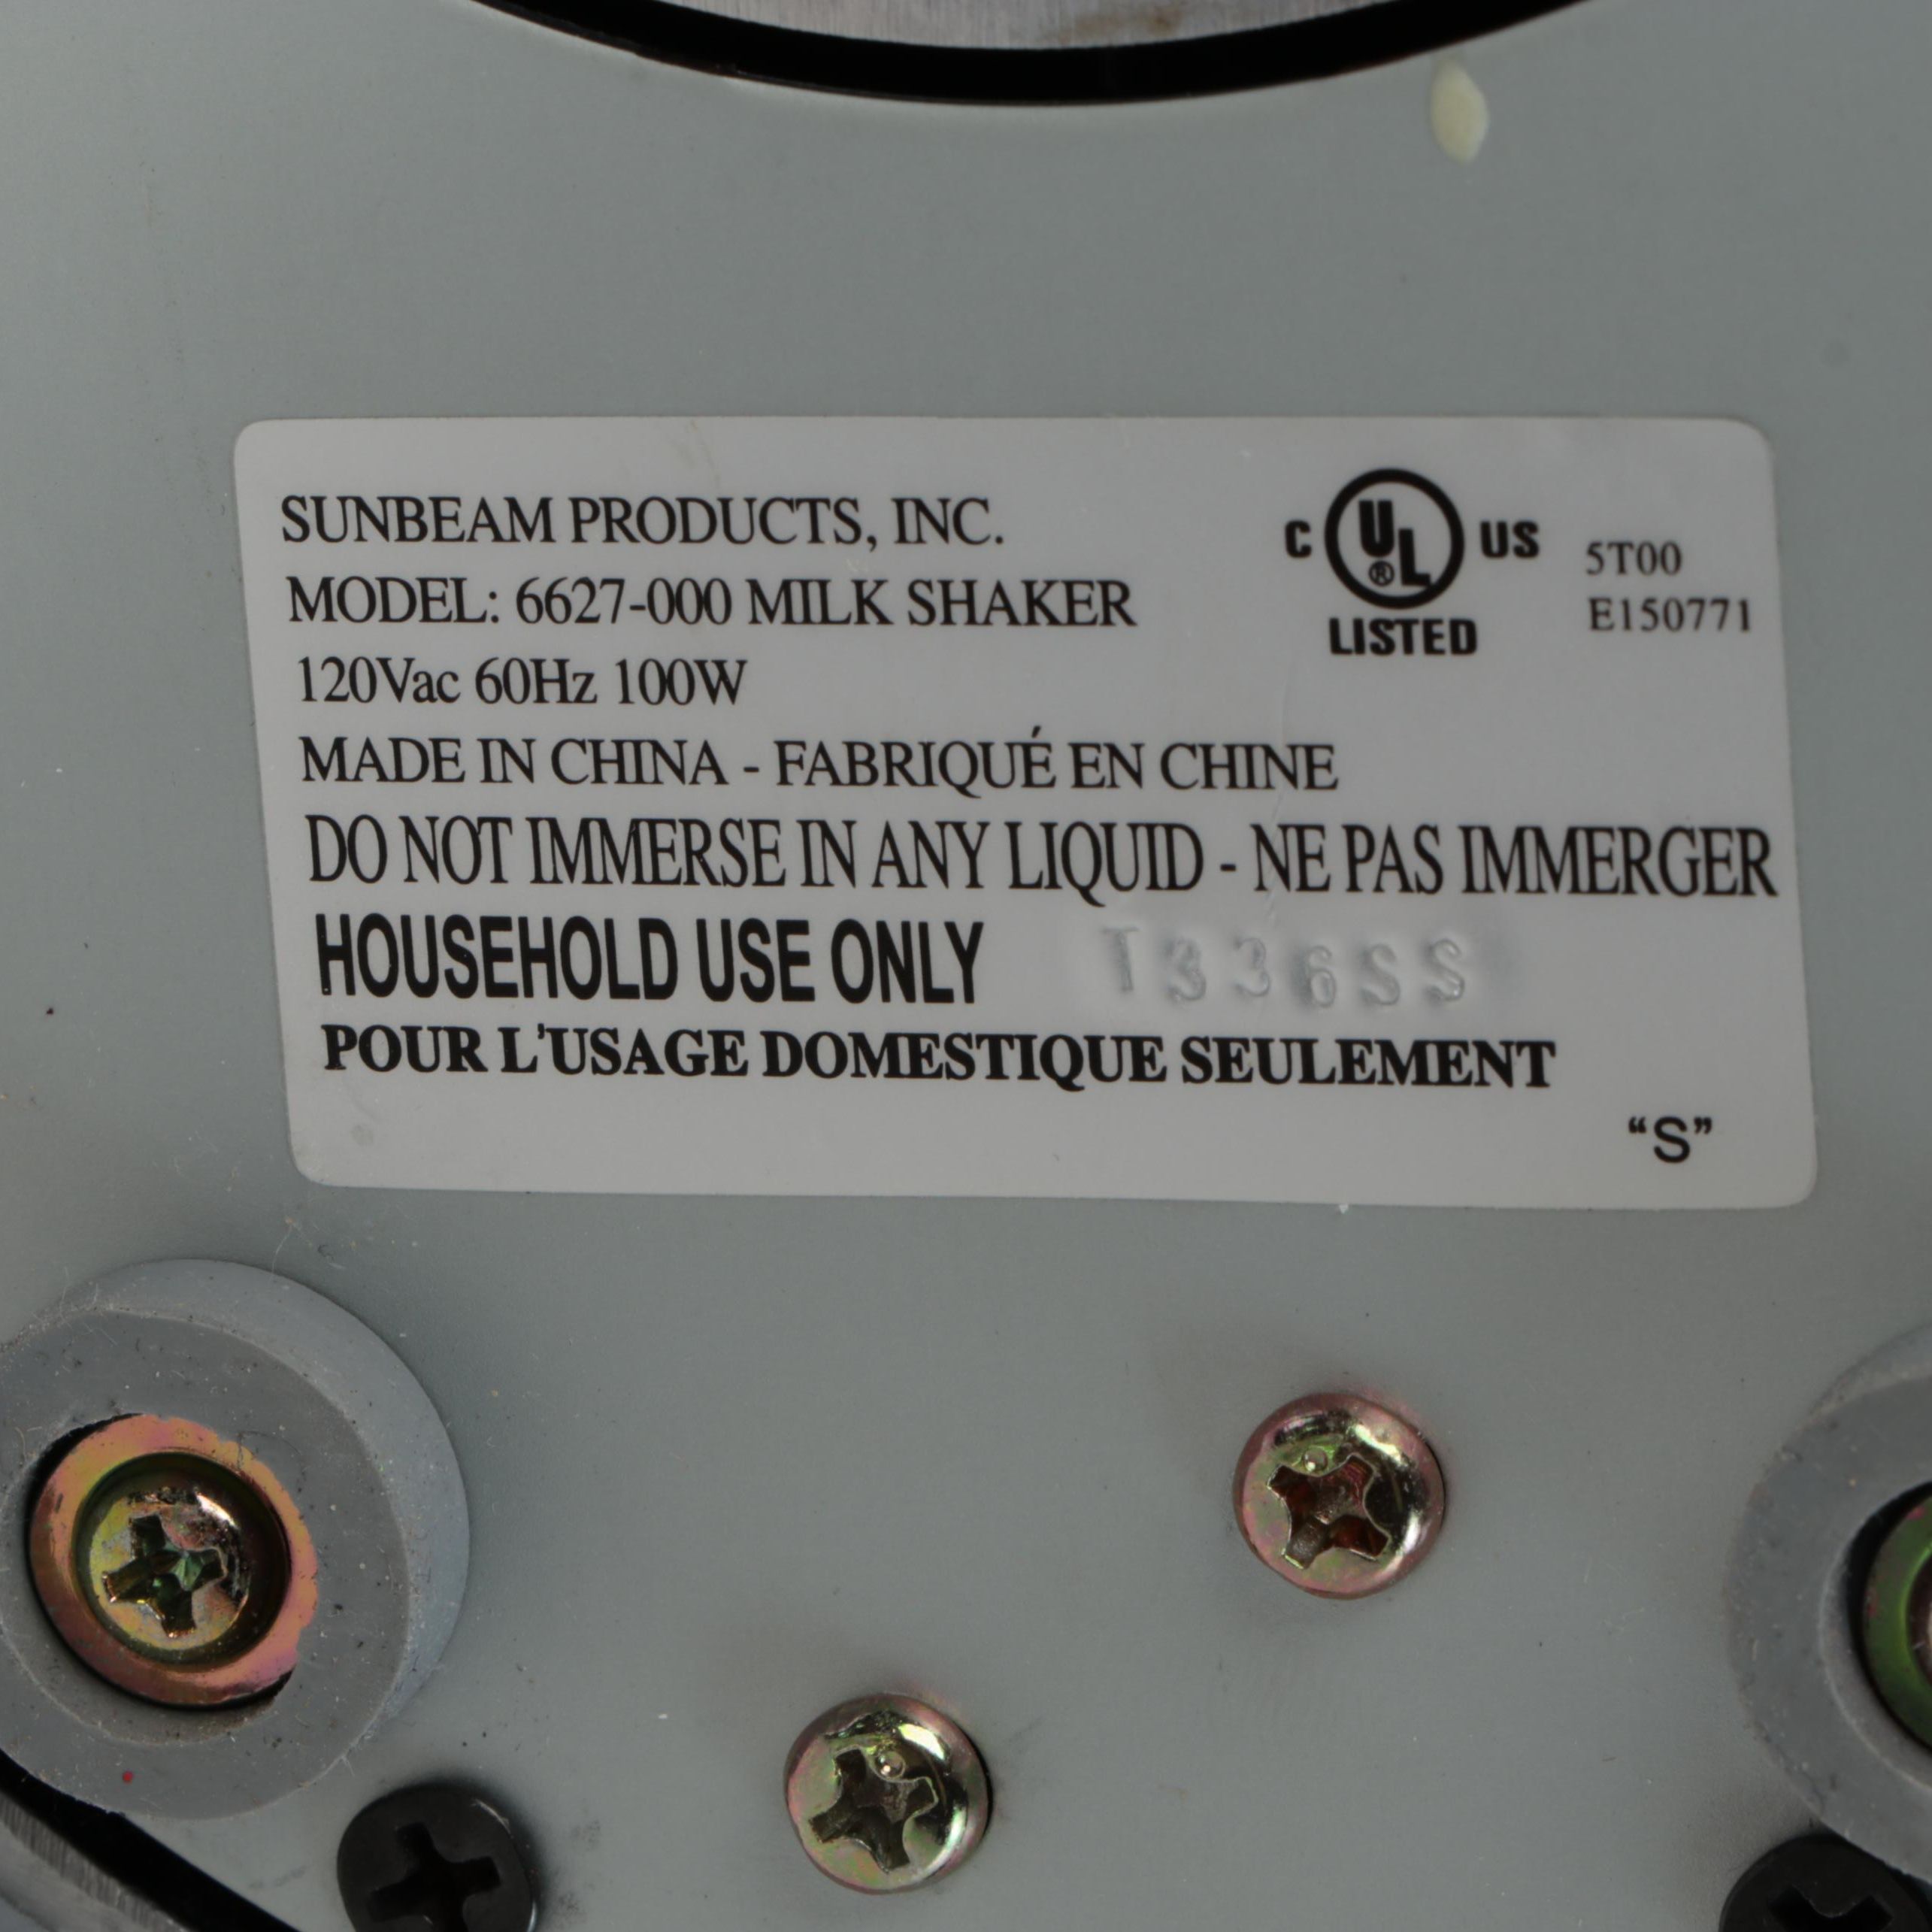 SUNBEAM PRODUCTS, INC.
MODEL: 6627-000 MILK SHAKER
120Vac 60Hz 100W
MADE IN CHINA - FABRIQUÉ EN CHINE
DO NOT IMMERSE IN ANY LIQUID - NE PAS IMMERGER
HOUSEHOLD USE ONLY
T336SS
POUR L'USAGE DOMESTIQUE SEULEMENT
"S"
C UL® US
LISTED
5T00
E150771